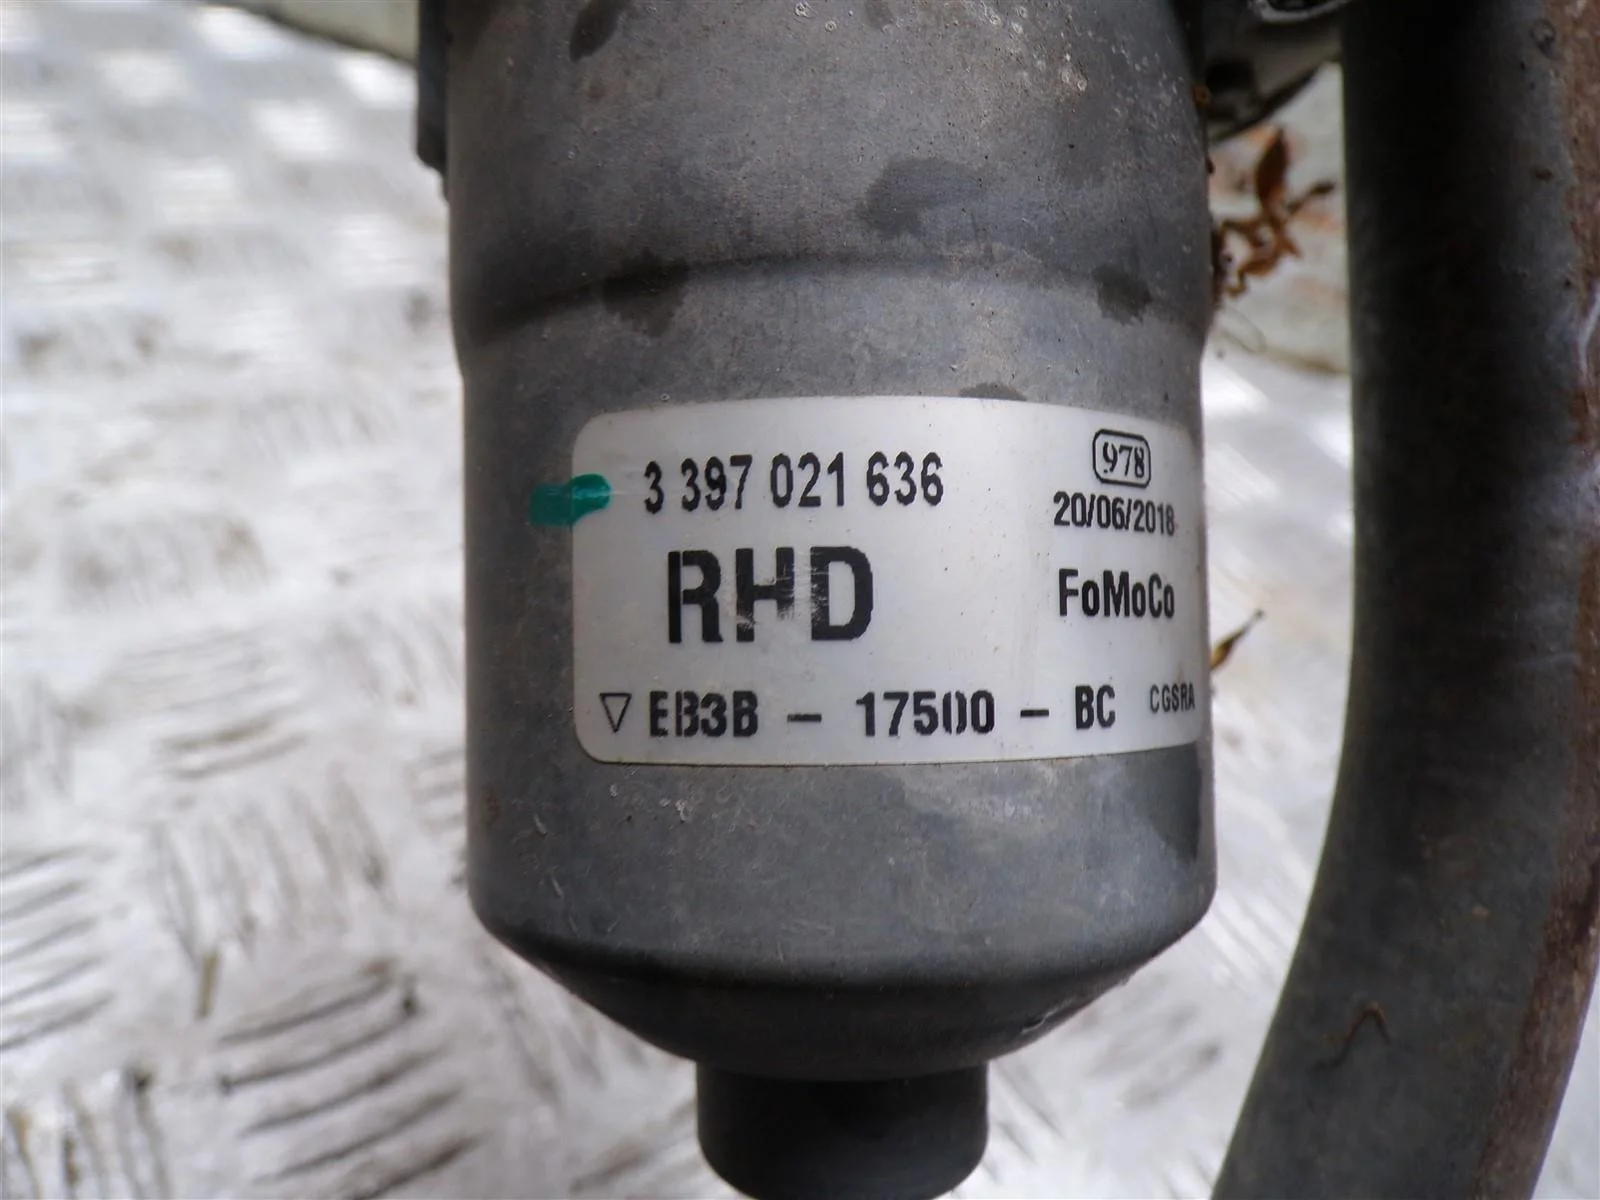 3 397 021 636
978
20/06/2018
RHD
FoMoCo
▽ EB3B - 17500 - BC CGSRA